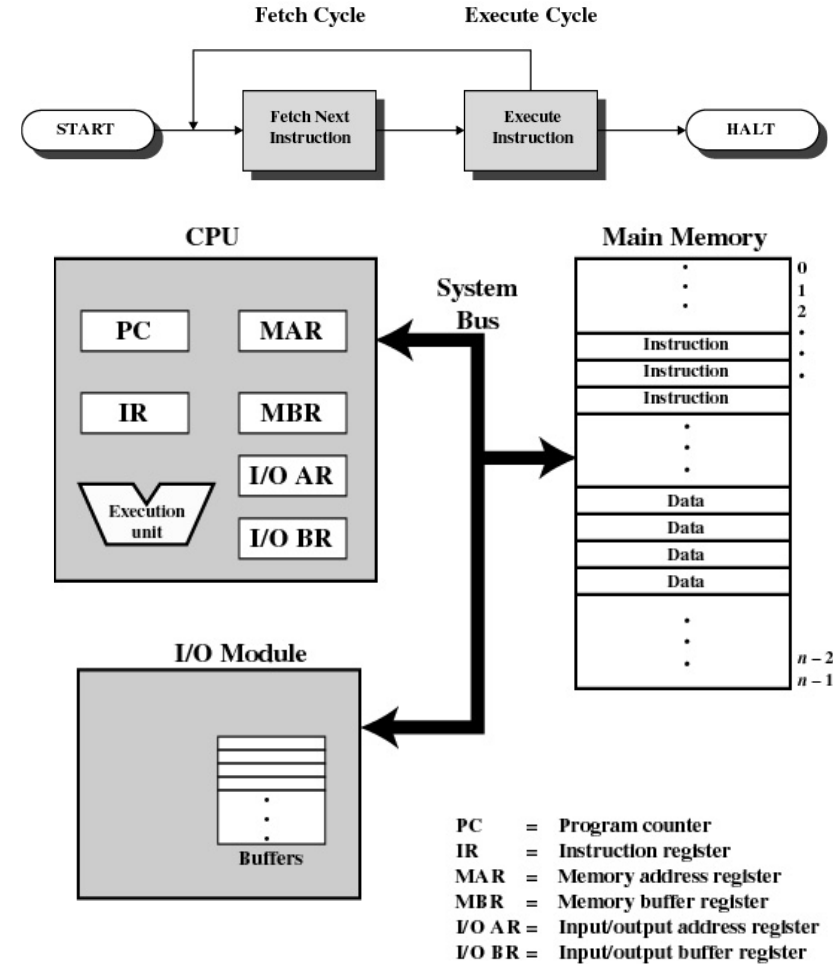 Fetch Cycle Execute Cycle
START
Fetch Next
Instruction
Execute
Instruction
HALT
CPU
Main Memory
System
Bus
PC
MAR
IR
MBR
I/O AR
I/O BR
Execution
unit
0
1
2
Instruction
Instruction
Instruction
Data
Data
Data
Data
n – 2
n – 1
I/O Module
Buffers
PC = Program counter
IR = Instruction register
MAR = Memory address register
MBR = Memory buffer register
I/O AR = Input/output address register
I/O BR = Input/output buffer register